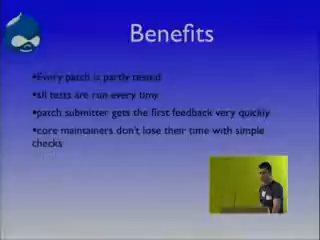 Benefits
•Every patch is partly tested
•all tests are run every timy
•patch submitter gets the first feedback very quickly
•core maintainers don't lose their time with simple
checks